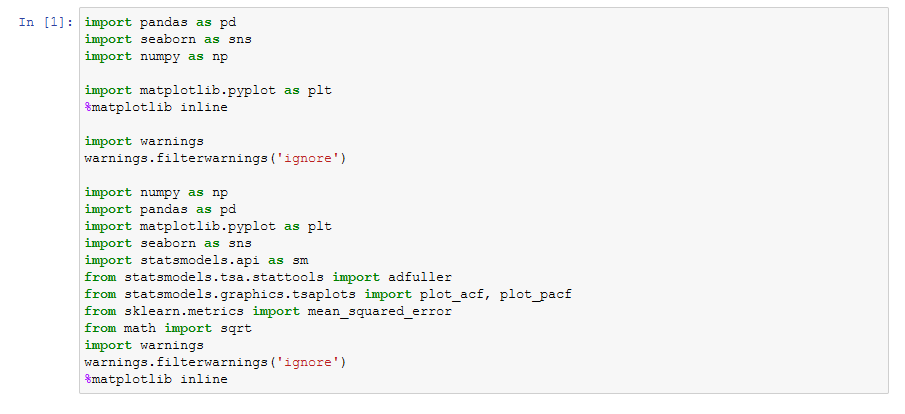 In [1]: import pandas as pd
import seaborn as sns
import numpy as np
import matplotlib.pyplot as plt
%matplotlib inline
import warnings
warnings.filterwarnings('ignore')
import numpy as np
import pandas as pd
import matplotlib.pyplot as plt
import seaborn as sns
import statsmodels.api as sm
from statsmodels.tsa.stattools import adfuller
from statsmodels.graphics.tsaplots import plot_acf, plot_pacf
from sklearn.metrics import mean_squared_error
from math import sqrt
import warnings
warnings.filterwarnings('ignore')
%matplotlib inline